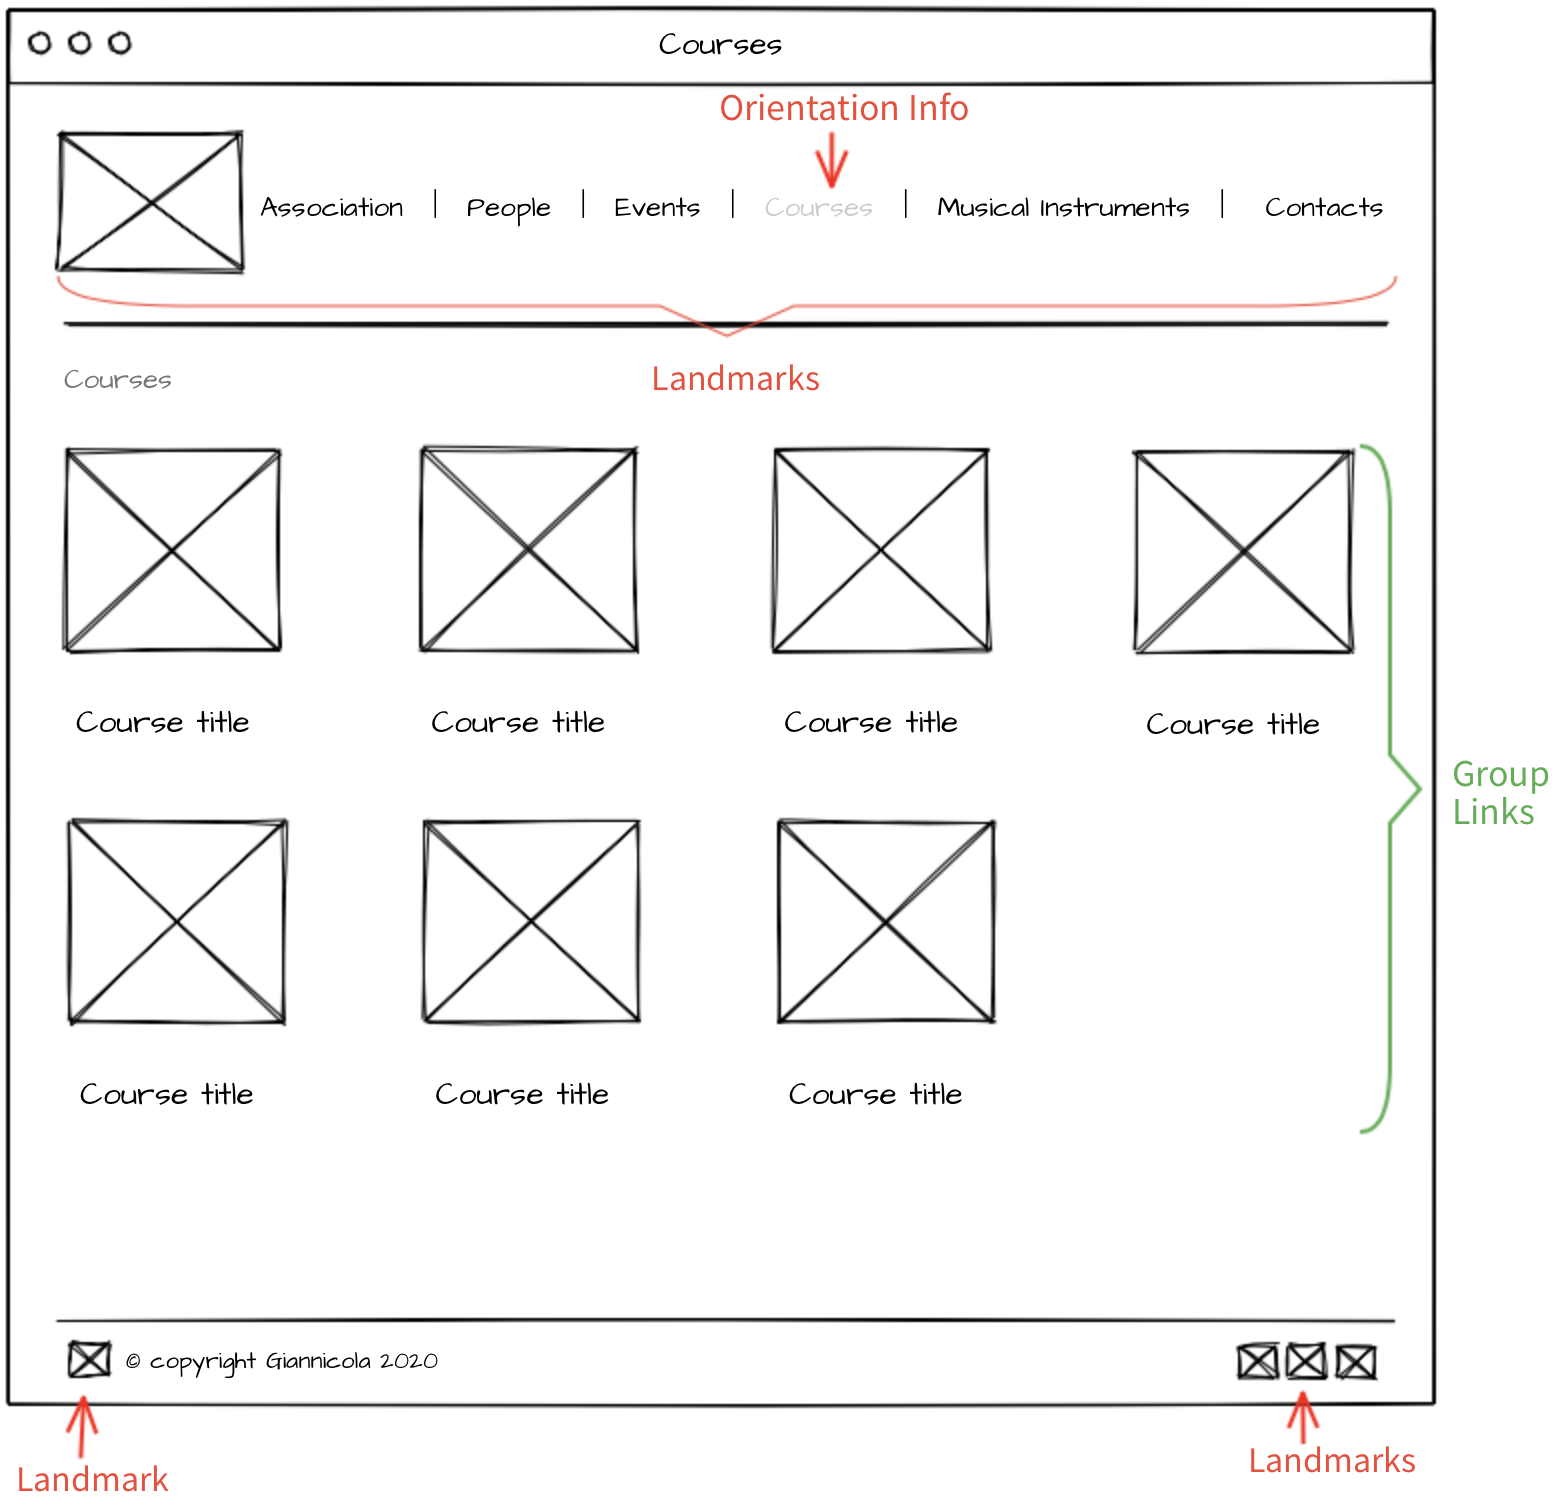 Courses
Orientation Info
Association | People | Events | Courses | Musical Instruments | Contacts
Landmarks
Courses
Course title Course title Course title Course title
Group
Links
Course title Course title Course title
© copyright Giannicola 2020
Landmarks
Landmark